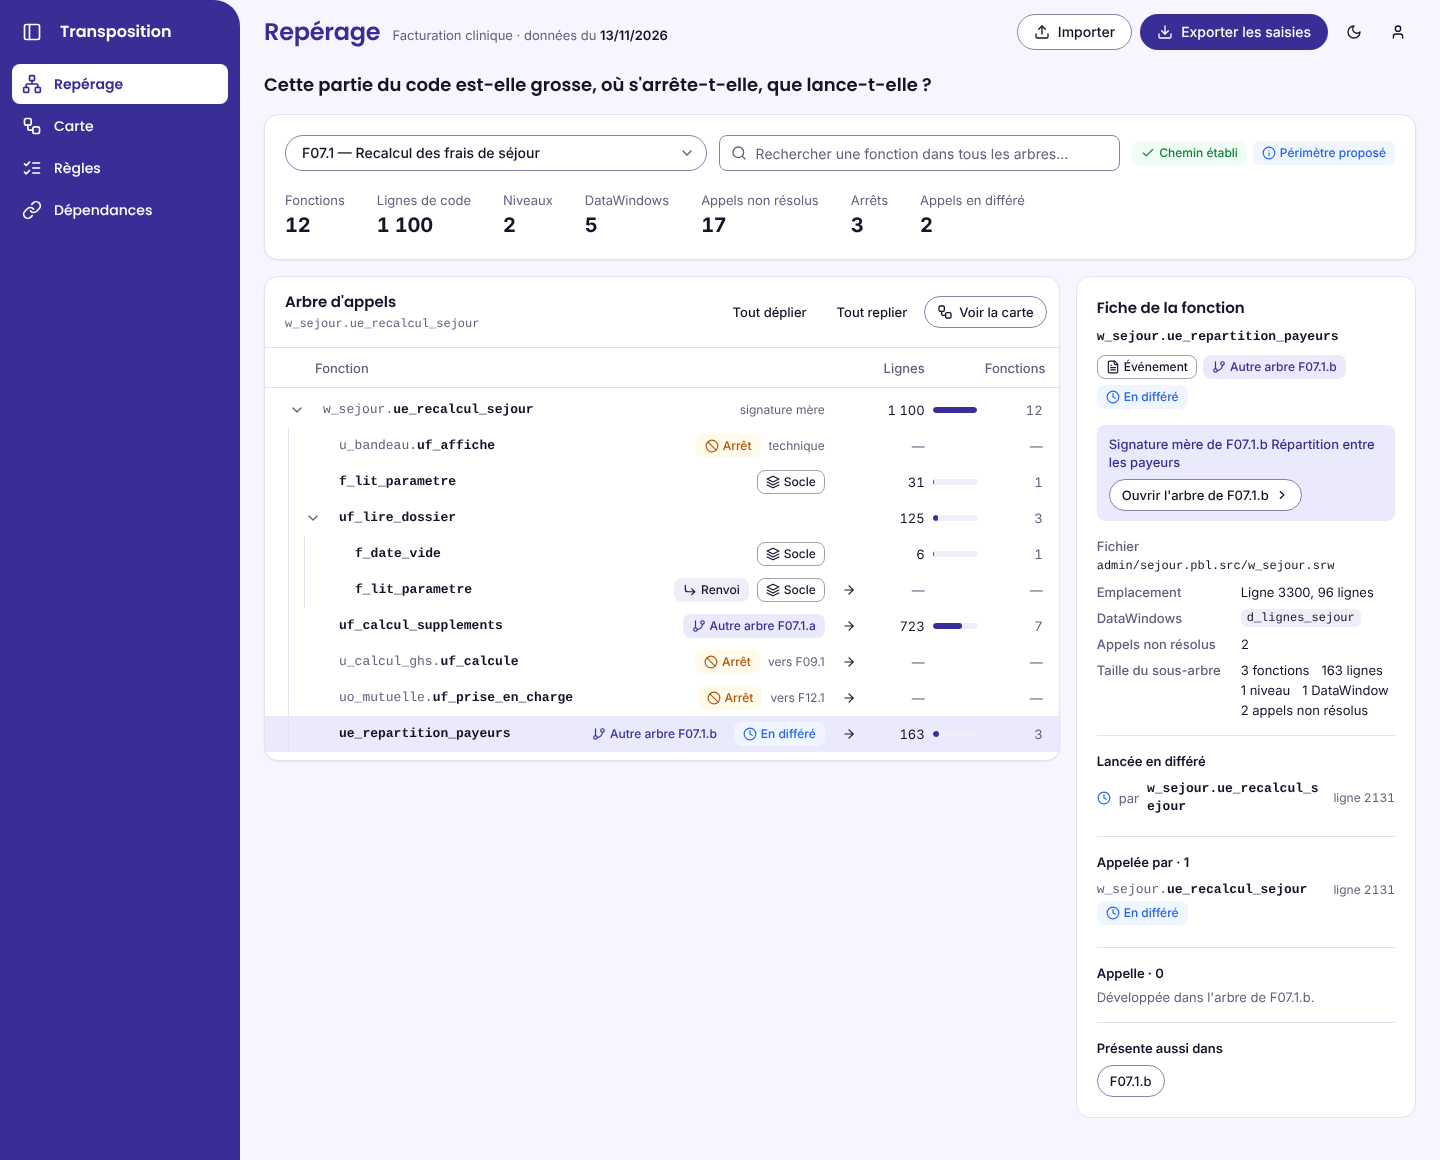 Transposition
Repérage
Carte
Règles
Dépendances
Repérage
Facturation clinique · données du 13/11/2026
Importer
Exporter les saisies
Cette partie du code est-elle grosse, où s'arrête-t-elle, que lance-t-elle ?
F07.1 — Recalcul des frais de séjour
Rechercher une fonction dans tous les arbres...
Chemin établi
Périmètre proposé
Fonctions Lignes de code Niveaux DataWindows Appels non résolus Arrêts Appels en différé
12 1 100 2 5 17 3 2
Arbre d'appels
w_sejour.ue_recalcul_sejour
Tout déplier
Tout replier
Voir la carte
Fonction Lignes Fonctions
w_sejour.ue_recalcul_sejour signature mère 1 100 12
u_bandeau.uf_affiche Arrêt technique — —
f_lit_parametre Socle 31 1
uf_lire_dossier 125 3
f_date_vide Socle 6 1
f_lit_parametre Renvoi Socle — —
uf_calcul_supplements Autre arbre F07.1.a 723 7
u_calcul_ghs.uf_calcule Arrêt vers F09.1 — —
uo_mutuelle.uf_prise_en_charge Arrêt vers F12.1 — —
ue_repartition_payeurs Autre arbre F07.1.b En différé 163 3
Fiche de la fonction
w_sejour.ue_repartition_payeurs
Événement Autre arbre F07.1.b
En différé
Signature mère de F07.1.b Répartition entre
les payeurs
Ouvrir l'arbre de F07.1.b
Fichier
admin/sejour.pbl.src/w_sejour.srw
Emplacement Ligne 3300, 96 lignes
DataWindows d_lignes_sejour
Appels non résolus 2
Taille du sous-arbre 3 fonctions 163 lignes
1 niveau 1 DataWindow
2 appels non résolus
Lancée en différé
par w_sejour.ue_recalcul_s ligne 2131
ejour
Appelée par · 1
w_sejour.ue_recalcul_sejour ligne 2131
En différé
Appelle · 0
Développée dans l'arbre de F07.1.b.
Présente aussi dans
F07.1.b